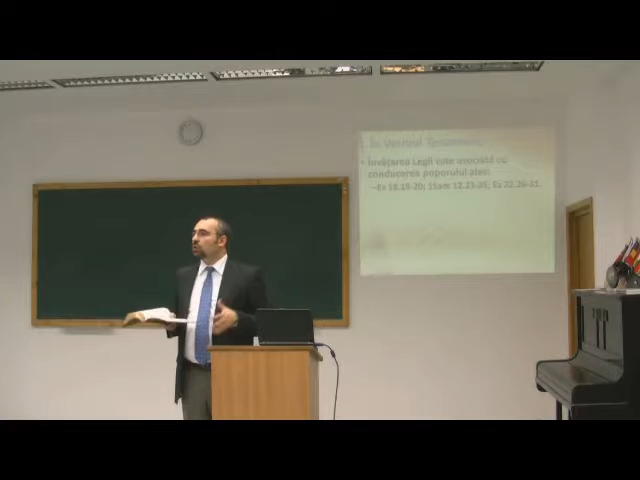 În Vechiul Testament
• Învățarea Legii este asociată cu
conducerea poporului ales:
–Ex 18.19-20; 1Sam 12.23-25; Ez 22.26-31.